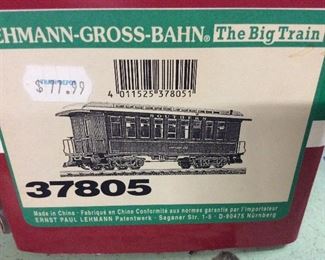 EHMANN-GROSS-BAHN® The Big Train
$77.99
4 011525 378051
37805
Made in China - Fabriqué en Chine Conformité aux normes garantie par l'importateur
ERNST PAUL LEHMANN Patentwerk - Saganer Str. 1-5 - D-90475 Nürnberg